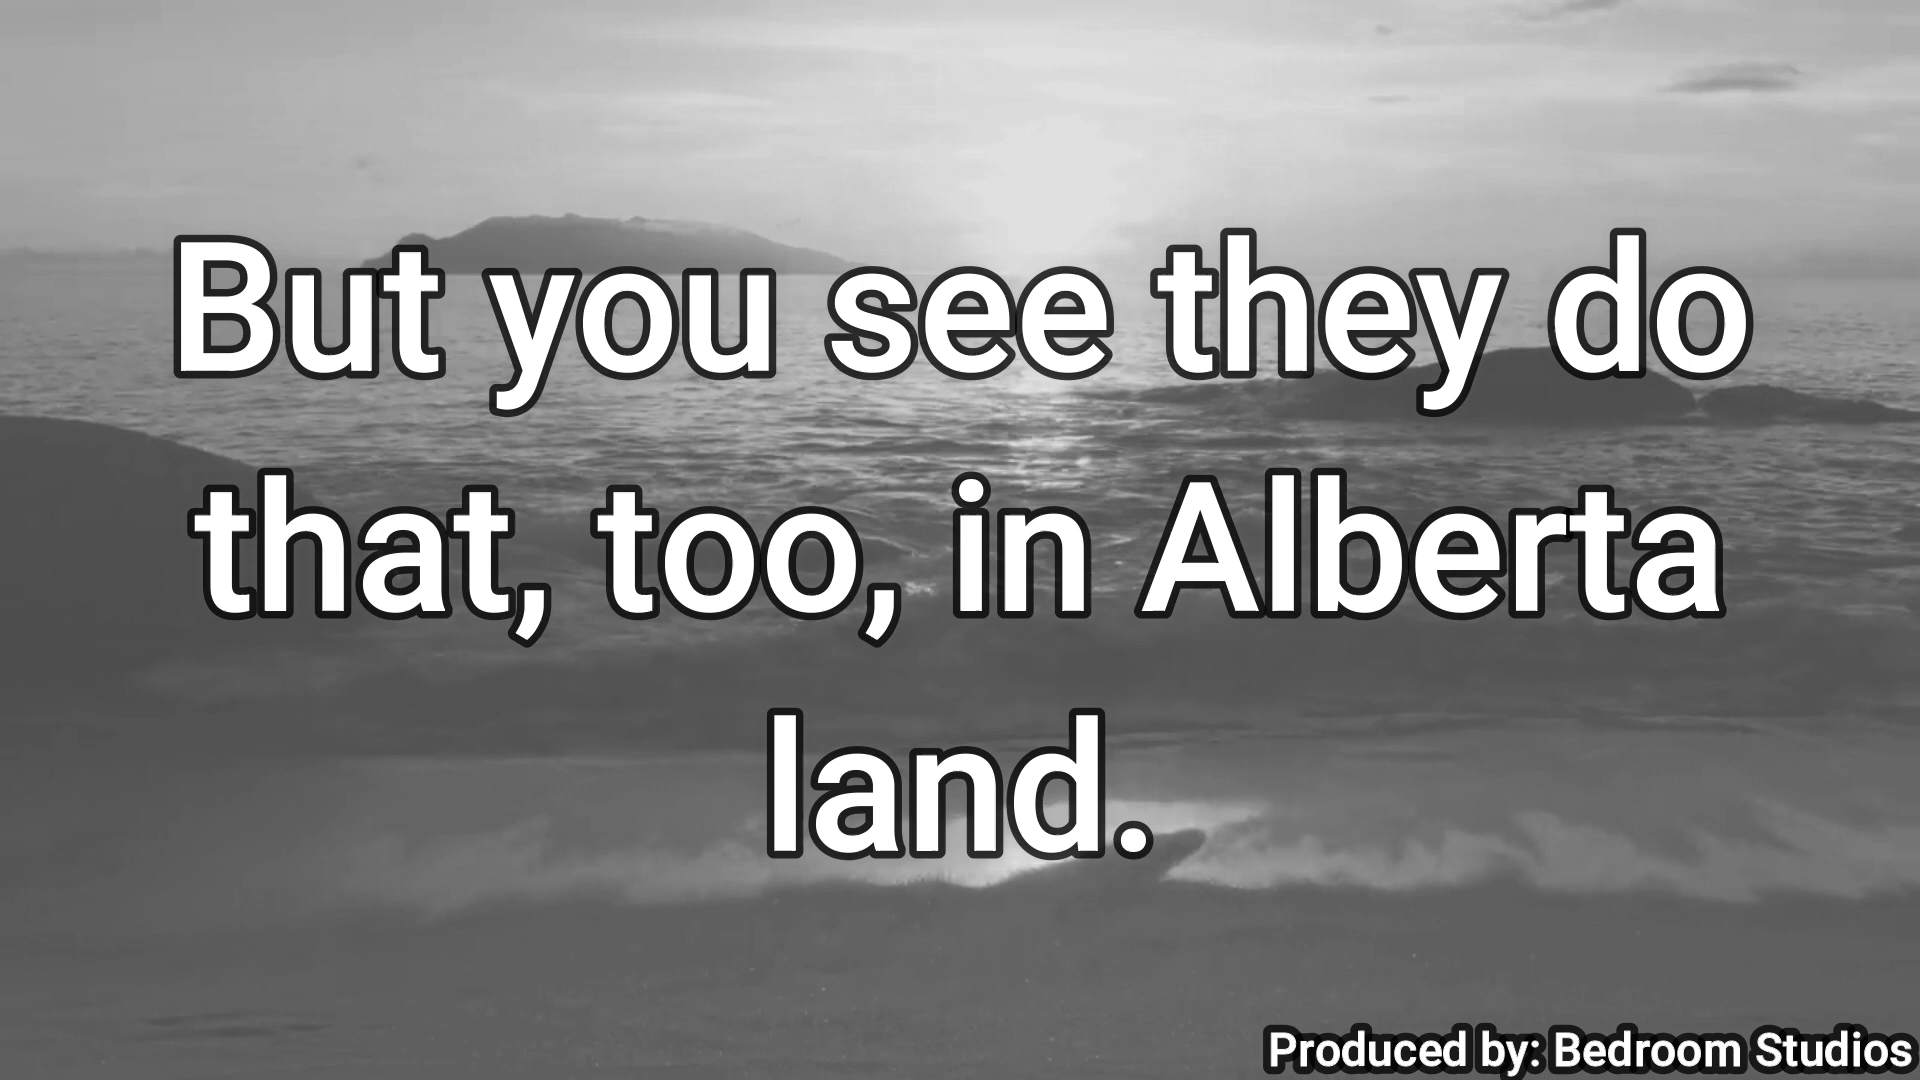 But you see they do
that, too, in Alberta
land.
Produced by: Bedroom Studios